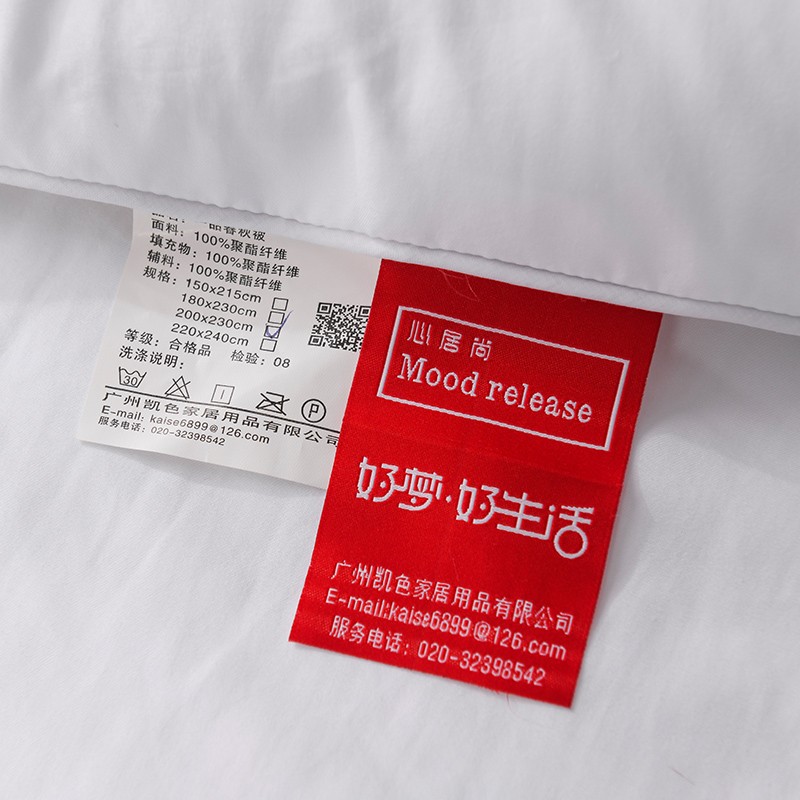 品春秋被
面料：100%聚酯纤维
填充物：100%聚酯纤维
辅料：100%聚酯纤维
规格：150x215cm
180x230cm
200x230cm
220x240cm
等级：合格品 检验：08
洗涤说明：
30 P
广州凯色家居用品有限公司
E-mail: kaise6899@126.com
服务电话：020-32398542
心居尚
Mood release
好梦·好生活
广州凯色家居用品有限公司
E-mail:kaise6899@126.com
服务电话：020-32398542